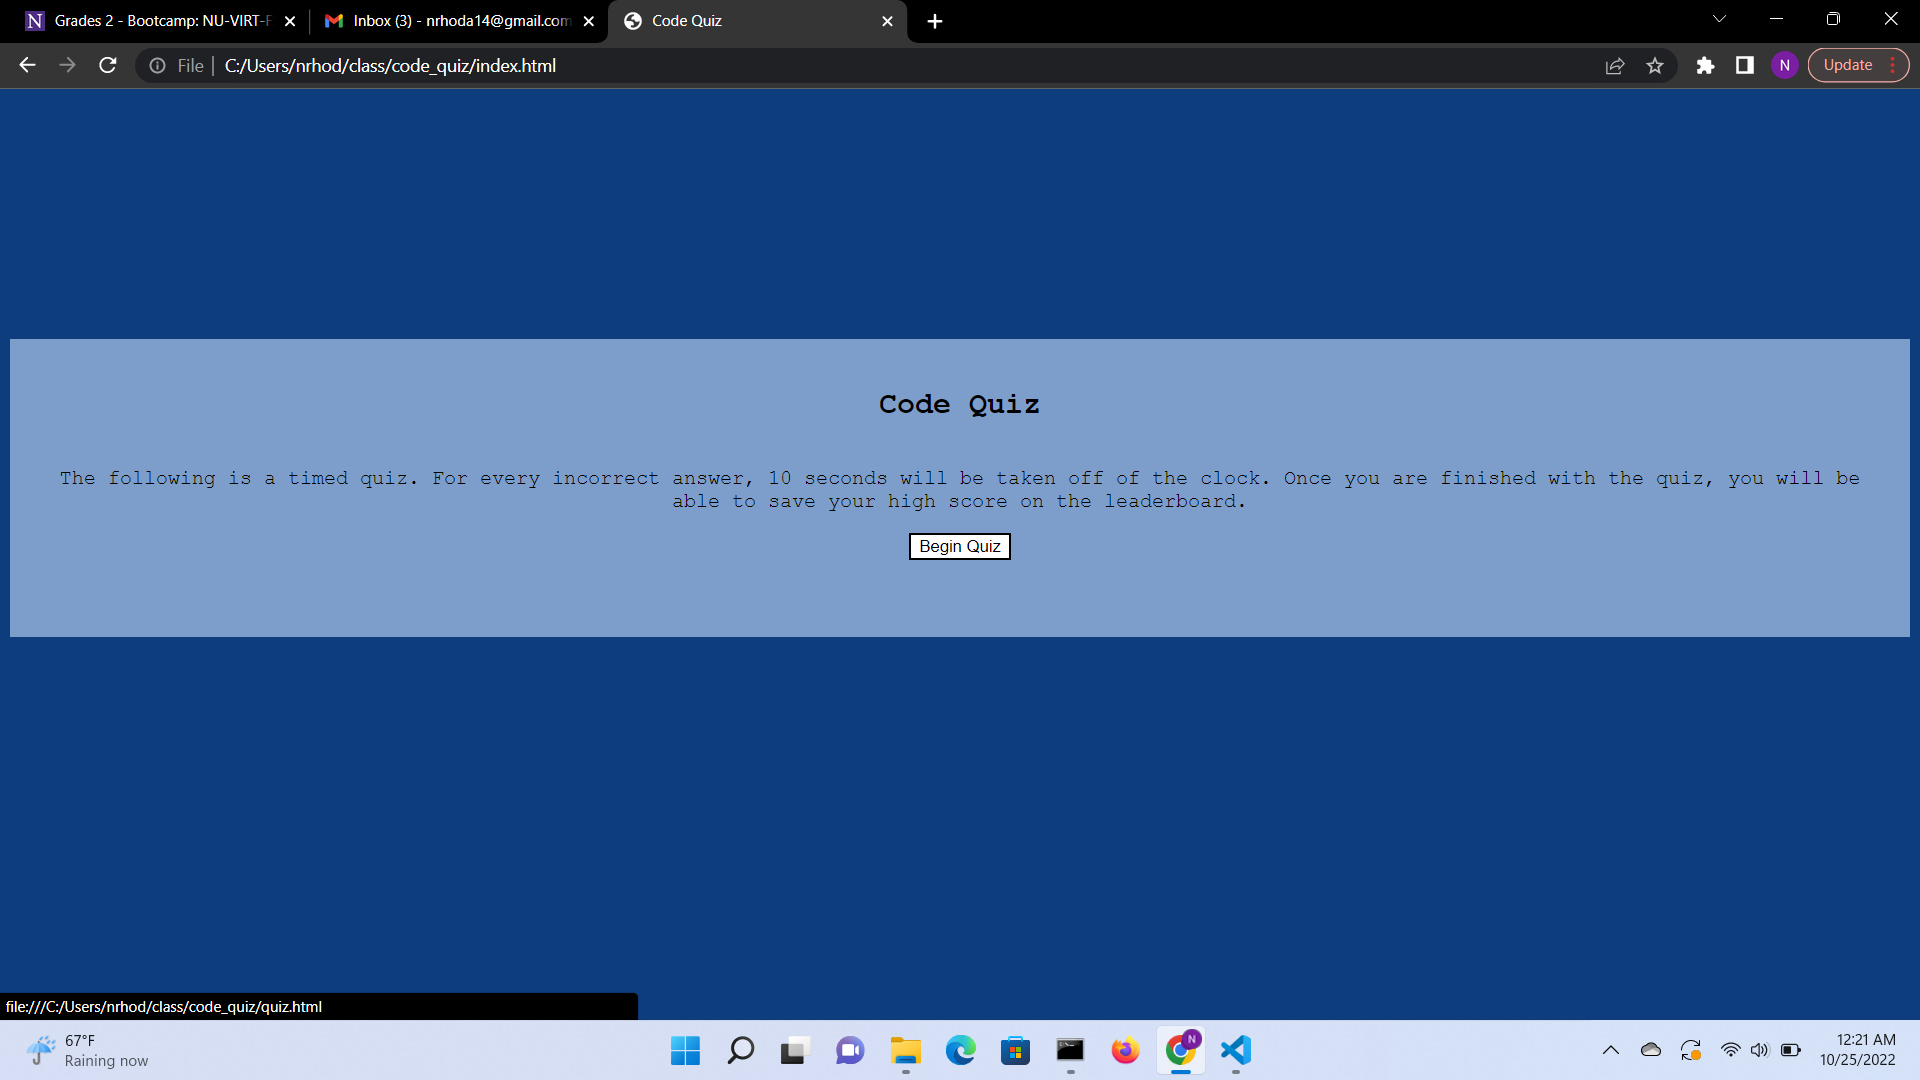 N Grades 2 - Bootcamp: NU-VIRT-F
Inbox (3) - nrhoda14@gmail.com
Code Quiz
File
C:/Users/nrhod/class/code_quiz/index.html
N
Update
Code Quiz
The following is a timed quiz. For every incorrect answer, 10 seconds will be taken off of the clock. Once you are finished with the quiz, you will be
able to save your high score on the leaderboard.
Begin Quiz
file:///C:/Users/nrhod/class/code_quiz/quiz.html
67°F
Raining now
N
12:21 AM
10/25/2022